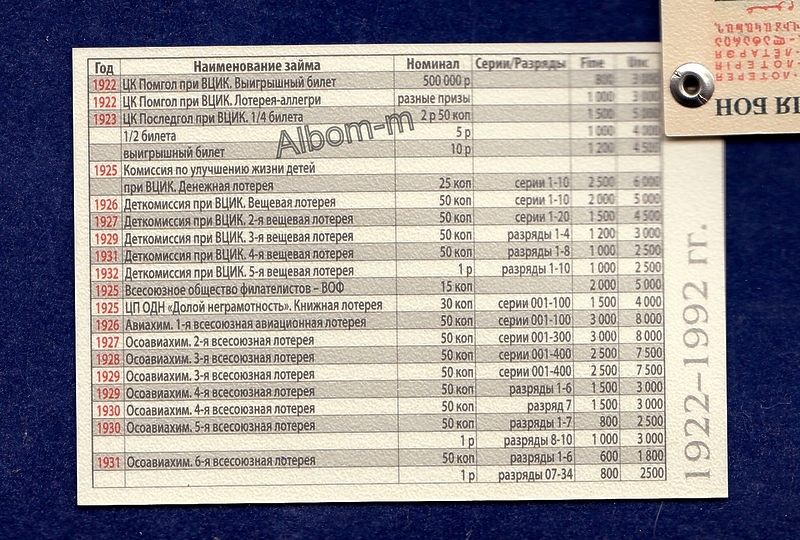 Год Наименование займа Номинал Серии/Разряды Fine Unc
1922 ЦК Помгол при ВЦИК. Выигрышный билет 500 000 р 800 3 000
1922 ЦК Помгол при ВЦИК. Лотерея-аллегри разные призы 1 000 3 000
1923 ЦК Последгол при ВЦИК. 1/4 билета 2 р 50 коп 1 500 5 000
1/2 билета 5 р 1 000 4 000
выигрышный билет 10 р 1 200 4 500
Albom-m
1925 Комиссия по улучшению жизни детей
при ВЦИК. Денежная лотерея 25 коп серии 1-10 2 500 6 000
1926 Деткомиссия при ВЦИК. Вещевая лотерея 50 коп серии 1-10 2 000 5 000
1927 Деткомиссия при ВЦИК. 2-я вещевая лотерея 50 коп серии 1-20 1 500 4 500
1929 Деткомиссия при ВЦИК. 3-я вещевая лотерея 50 коп разряды 1-4 1 200 3 000
1931 Деткомиссия при ВЦИК. 4-я вещевая лотерея 50 коп разряды 1-8 1 000 2 500
1932 Деткомиссия при ВЦИК. 5-я вещевая лотерея 1 р разряды 1-10 1 000 2 500
1925 Всесоюзное общество филателистов – ВОФ 15 коп 2 000 5 000
1925 ЦП ОДН «Долой неграмотность». Книжная лотерея 30 коп серии 001-100 1 500 4 000
1926 Авиахим. 1-я всесоюзная авиационная лотерея 50 коп серии 001-100 3 000 8 000
1927 Осоавиахим. 2-я всесоюзная лотерея 50 коп серии 001-300 3 000 8 000
1928 Осоавиахим. 3-я всесоюзная лотерея 50 коп серии 001-400 2 500 7 500
1929 Осоавиахим. 3-я всесоюзная лотерея 50 коп серии 001-400 2 500 7 500
1929 Осоавиахим. 4-я всесоюзная лотерея 50 коп разряды 1-6 1 500 3 000
1930 Осоавиахим. 4-я всесоюзная лотерея 50 коп разряд 7 1 500 3 000
1930 Осоавиахим. 5-я всесоюзная лотерея 50 коп разряды 1-7 800 2 500
1 р разряды 8-10 1 000 3 000
1931 Осоавиахим. 6-я всесоюзная лотерея 50 коп разряды 1-6 600 1 800
1 р разряды 07-34 800 2500
1922–1992 гг.